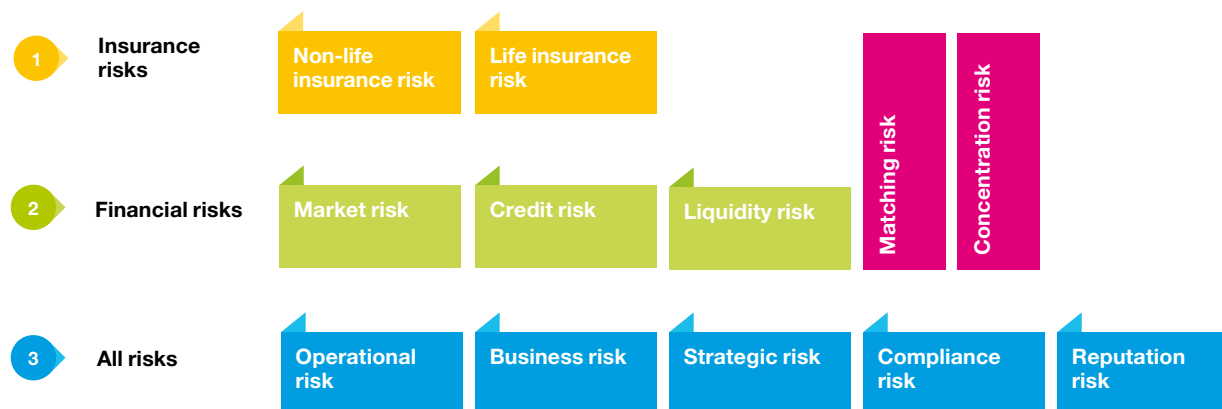 1
Insurance
risks
Non-life
insurance risk
Life insurance
risk
Matching risk
Concentration risk
2
Financial risks
Market risk
Credit risk
Liquidity risk
3
All risks
Operational
risk
Business risk
Strategic risk
Compliance
risk
Reputation
risk